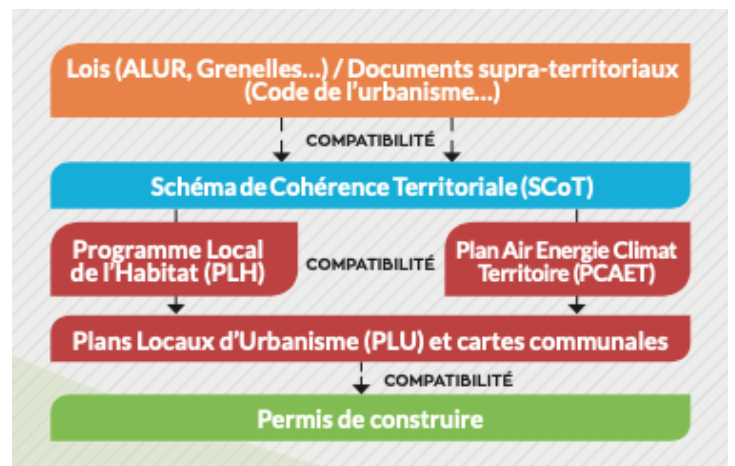 Lois (ALUR, Grenelles...) / Documents supra-territoriaux
(Code de l'urbanisme...)
COMPATIBILITÉ
Schéma de Cohérence Territoriale (SCoT)
Programme Local
de l'Habitat (PLH)
COMPATIBILITÉ
Plan Air Energie Climat
Territoire (PCAET)
Plans Locaux d'Urbanisme (PLU) et cartes communales
COMPATIBILITÉ
Permis de construire